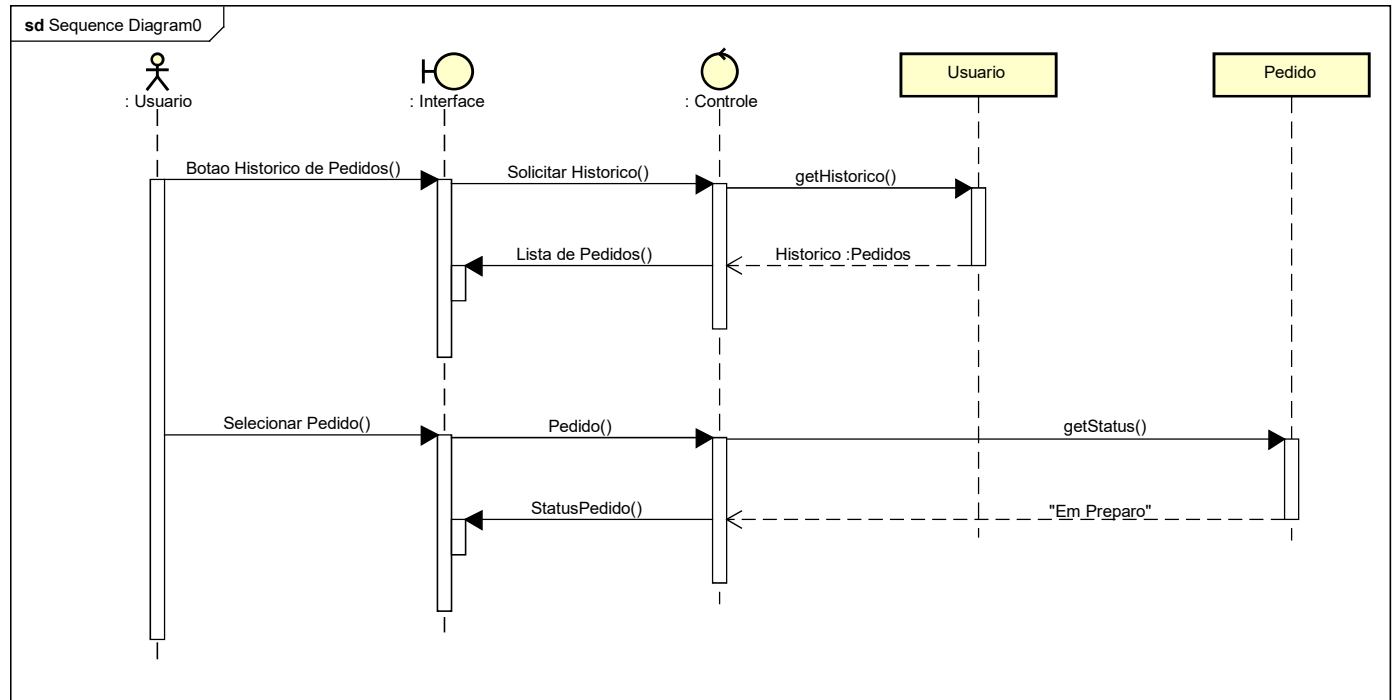 sd Sequence Diagram0
: Usuario
: Interface
: Controle
Usuario
Pedido
Botao Historico de Pedidos()
Solicitar Historico()
getHistorico()
Lista de Pedidos()
Historico :Pedidos
Selecionar Pedido()
Pedido()
getStatus()
StatusPedido()
"Em Preparo"